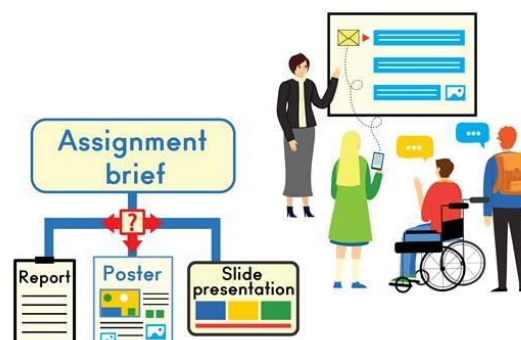 Assignment
brief
?
Report
Poster
Slide
presentation